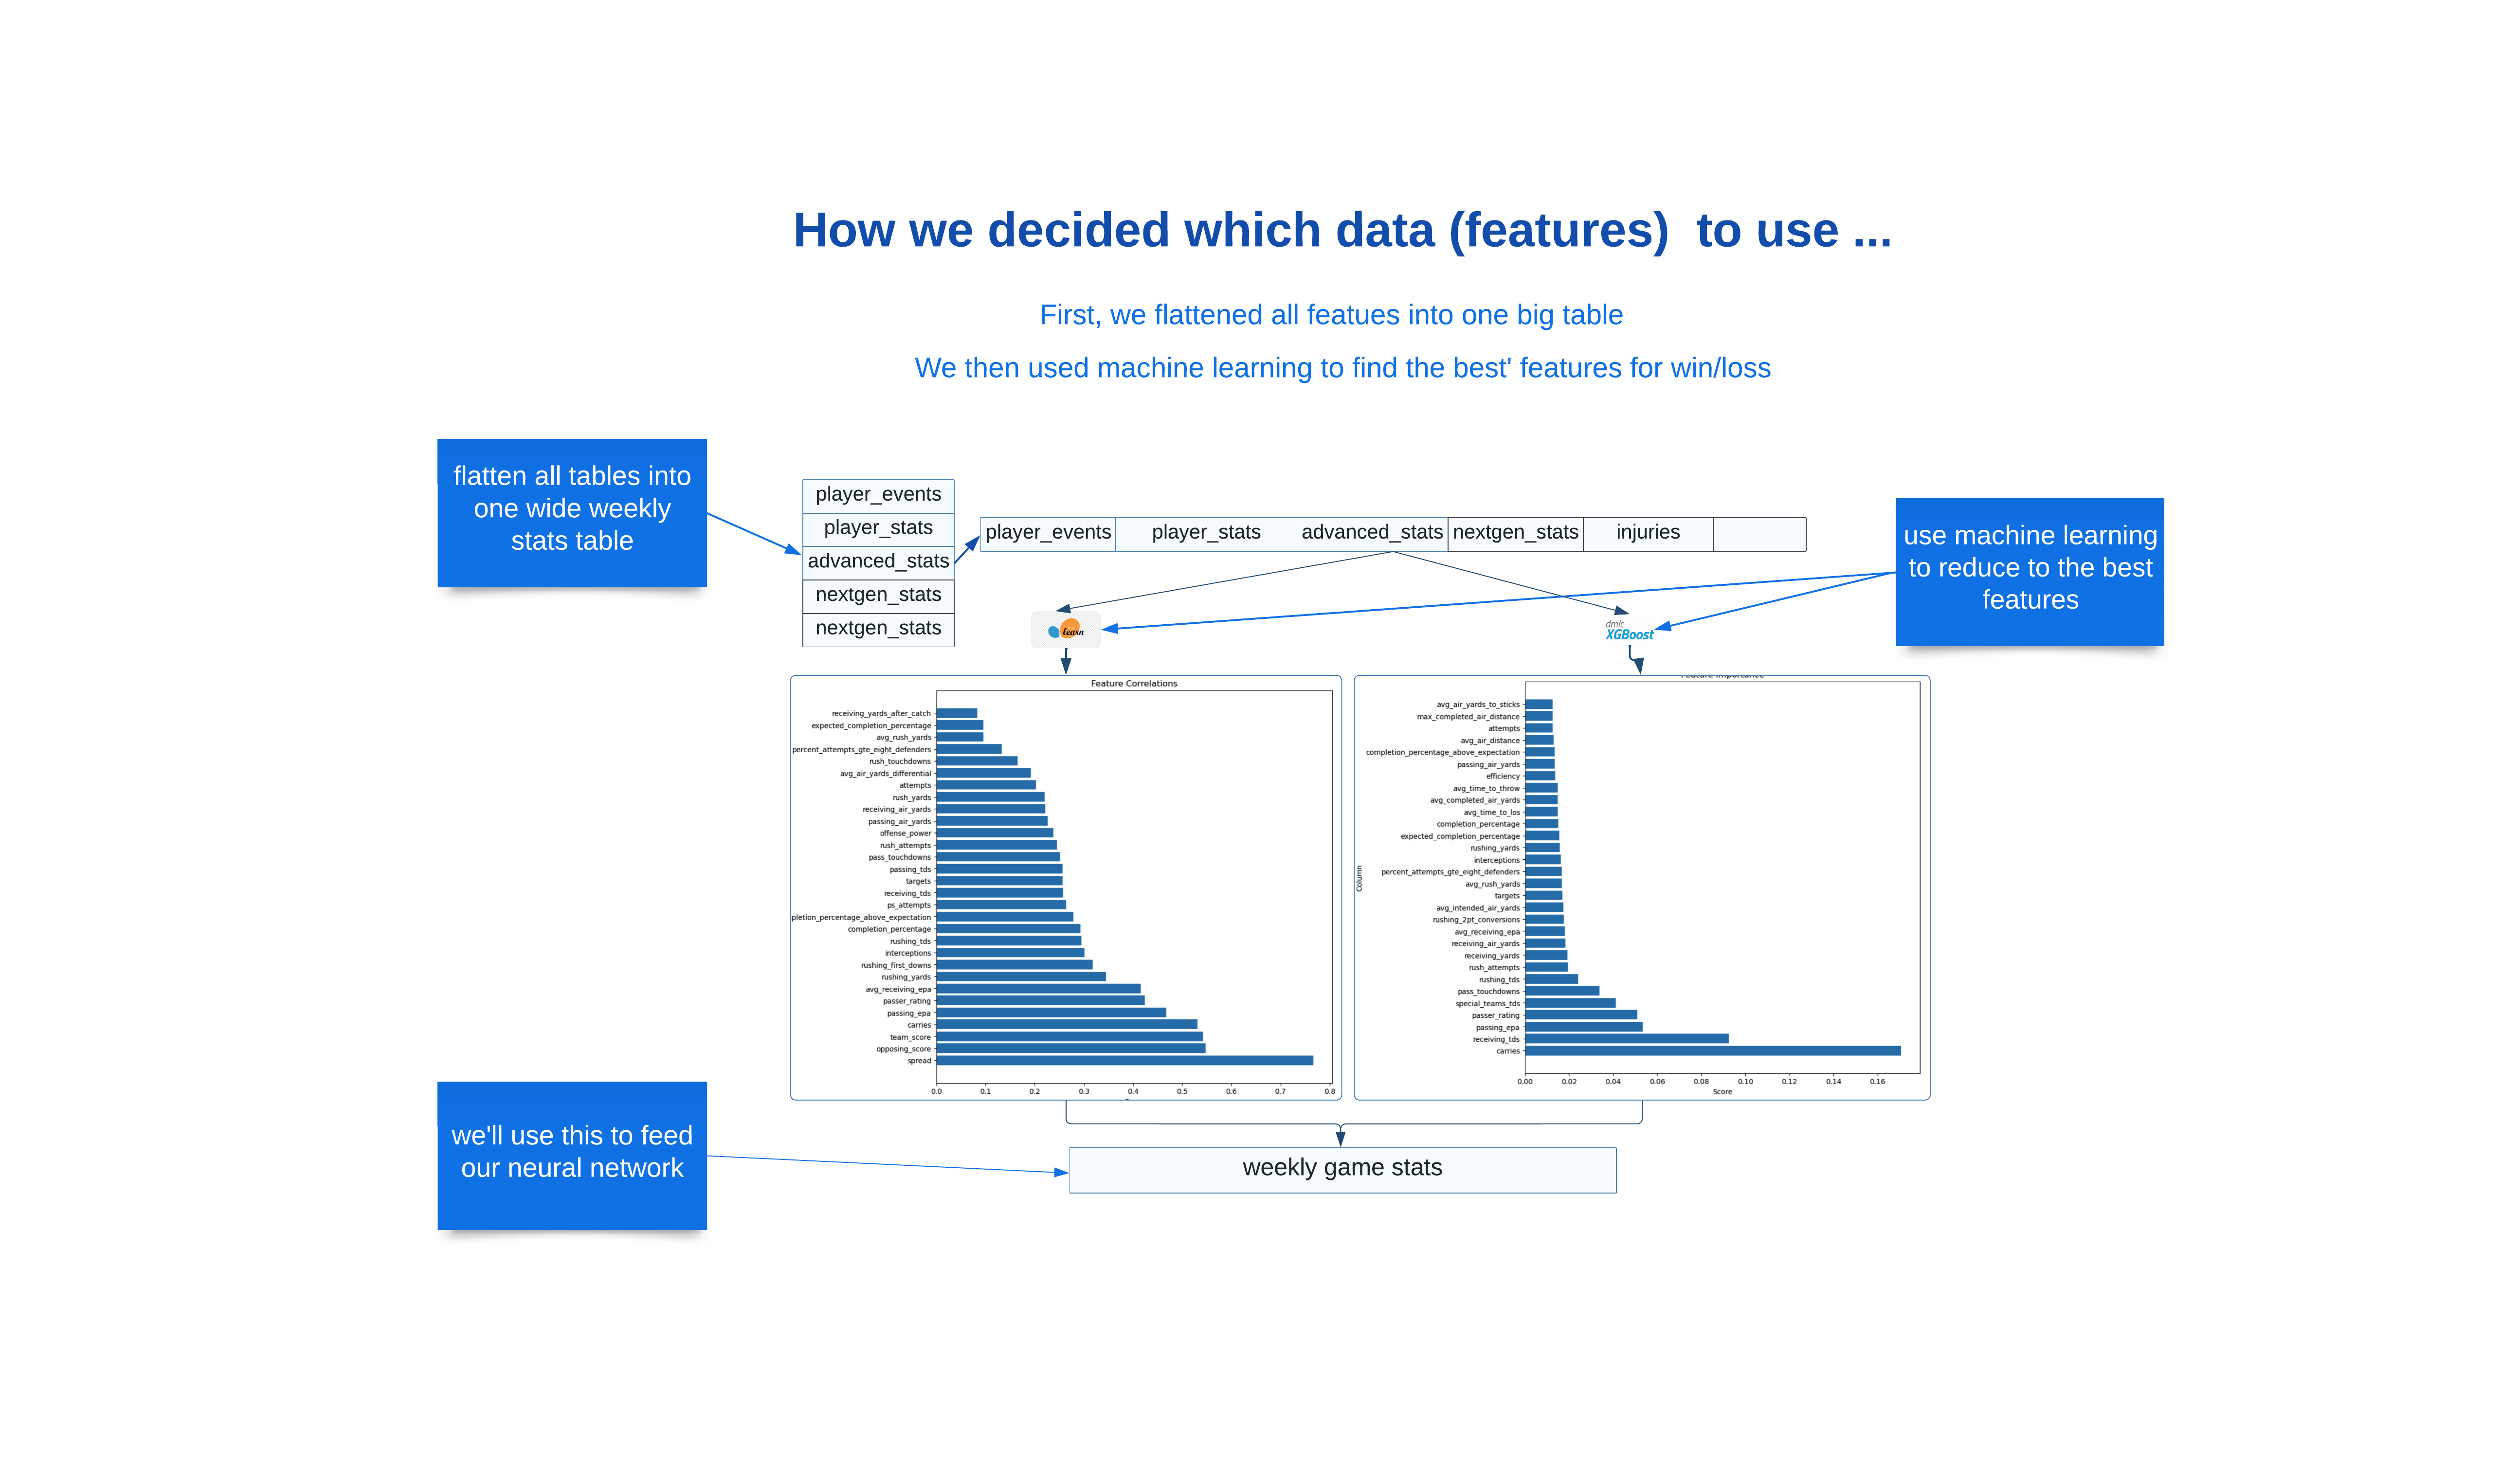 How we decided which data (features)  to use ...
First, we flattened all featues into one big table
We then used machine learning to find the best' features for win/loss
flatten all tables into
one wide weekly
stats table
player_events
player_stats
advanced_stats
nextgen_stats
nextgen_stats
player_events player_stats advanced_stats nextgen_stats injuries
use machine learning
to reduce to the best
features
learn
dmlc
XGBoost
Feature Correlations
receiving_yards_after_catch
expected_completion_percentage
avg_rush_yards
percent_attempts_gte_eight_defenders
rush_touchdowns
avg_air_yards_differential
attempts
rush_yards
receiving_air_yards
passing_air_yards
offense_power
rush_attempts
pass_touchdowns
passing_tds
targets
receiving_tds
ps_attempts
pletion_percentage_above_expectation
completion_percentage
rushing_tds
interceptions
rushing_first_downs
rushing_yards
avg_receiving_epa
passer_rating
passing_epa
carries
team_score
opposing_score
spread
0.0 0.1 0.2 0.3 0.4 0.5 0.6 0.7 0.8
Feature Importance
Column
avg_air_yards_to_sticks
max_completed_air_distance
attempts
avg_air_distance
completion_percentage_above_expectation
passing_air_yards
efficiency
avg_time_to_throw
avg_completed_air_yards
avg_time_to_los
completion_percentage
expected_completion_percentage
rushing_yards
interceptions
percent_attempts_gte_eight_defenders
avg_rush_yards
targets
avg_intended_air_yards
rushing_2pt_conversions
avg_receiving_epa
receiving_air_yards
receiving_yards
rush_attempts
rushing_tds
pass_touchdowns
special_teams_tds
passer_rating
passing_epa
receiving_tds
carries
0.00 0.02 0.04 0.06 0.08 0.10 0.12 0.14 0.16
Score
we'll use this to feed
our neural network
weekly game stats